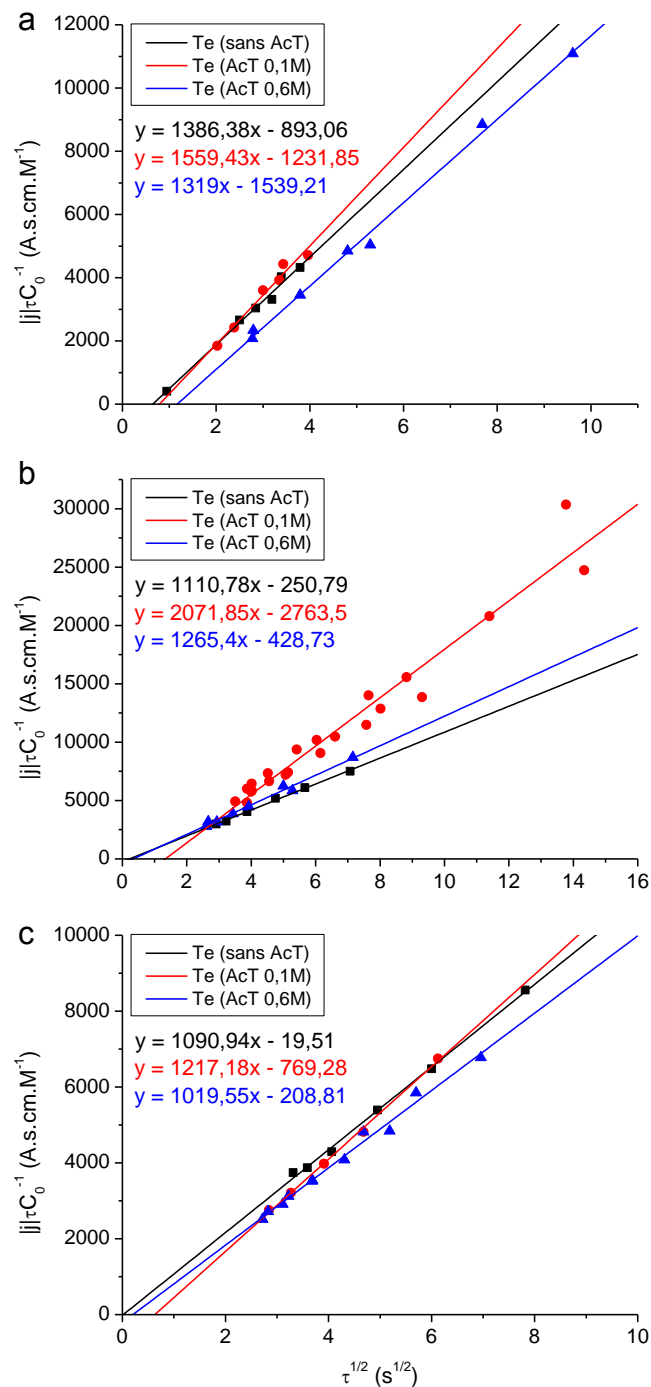 a
12000
10000
8000
6000
4000
2000
0
Te (sans AcT)
Te (AcT 0,1M)
Te (AcT 0,6M)
y = 1386,38x - 893,06
y = 1559,43x - 1231,85
y = 1319x - 1539,21
|j|τC₀⁻¹ (A.s.cm.M⁻¹)
0 2 4 6 8 10
b
30000
25000
20000
15000
10000
5000
0
Te (sans AcT)
Te (AcT 0,1M)
Te (AcT 0,6M)
y = 1110,78x - 250,79
y = 2071,85x - 2763,5
y = 1265,4x - 428,73
|j|τC₀⁻¹ (A.s.cm.M⁻¹)
0 2 4 6 8 10 12 14 16
c
10000
8000
6000
4000
2000
0
Te (sans AcT)
Te (AcT 0,1M)
Te (AcT 0,6M)
y = 1090,94x - 19,51
y = 1217,18x - 769,28
y = 1019,55x - 208,81
|j|τC₀⁻¹ (A.s.cm.M⁻¹)
0 2 4 6 8 10
τ¹ᐟ² (s¹ᐟ²)